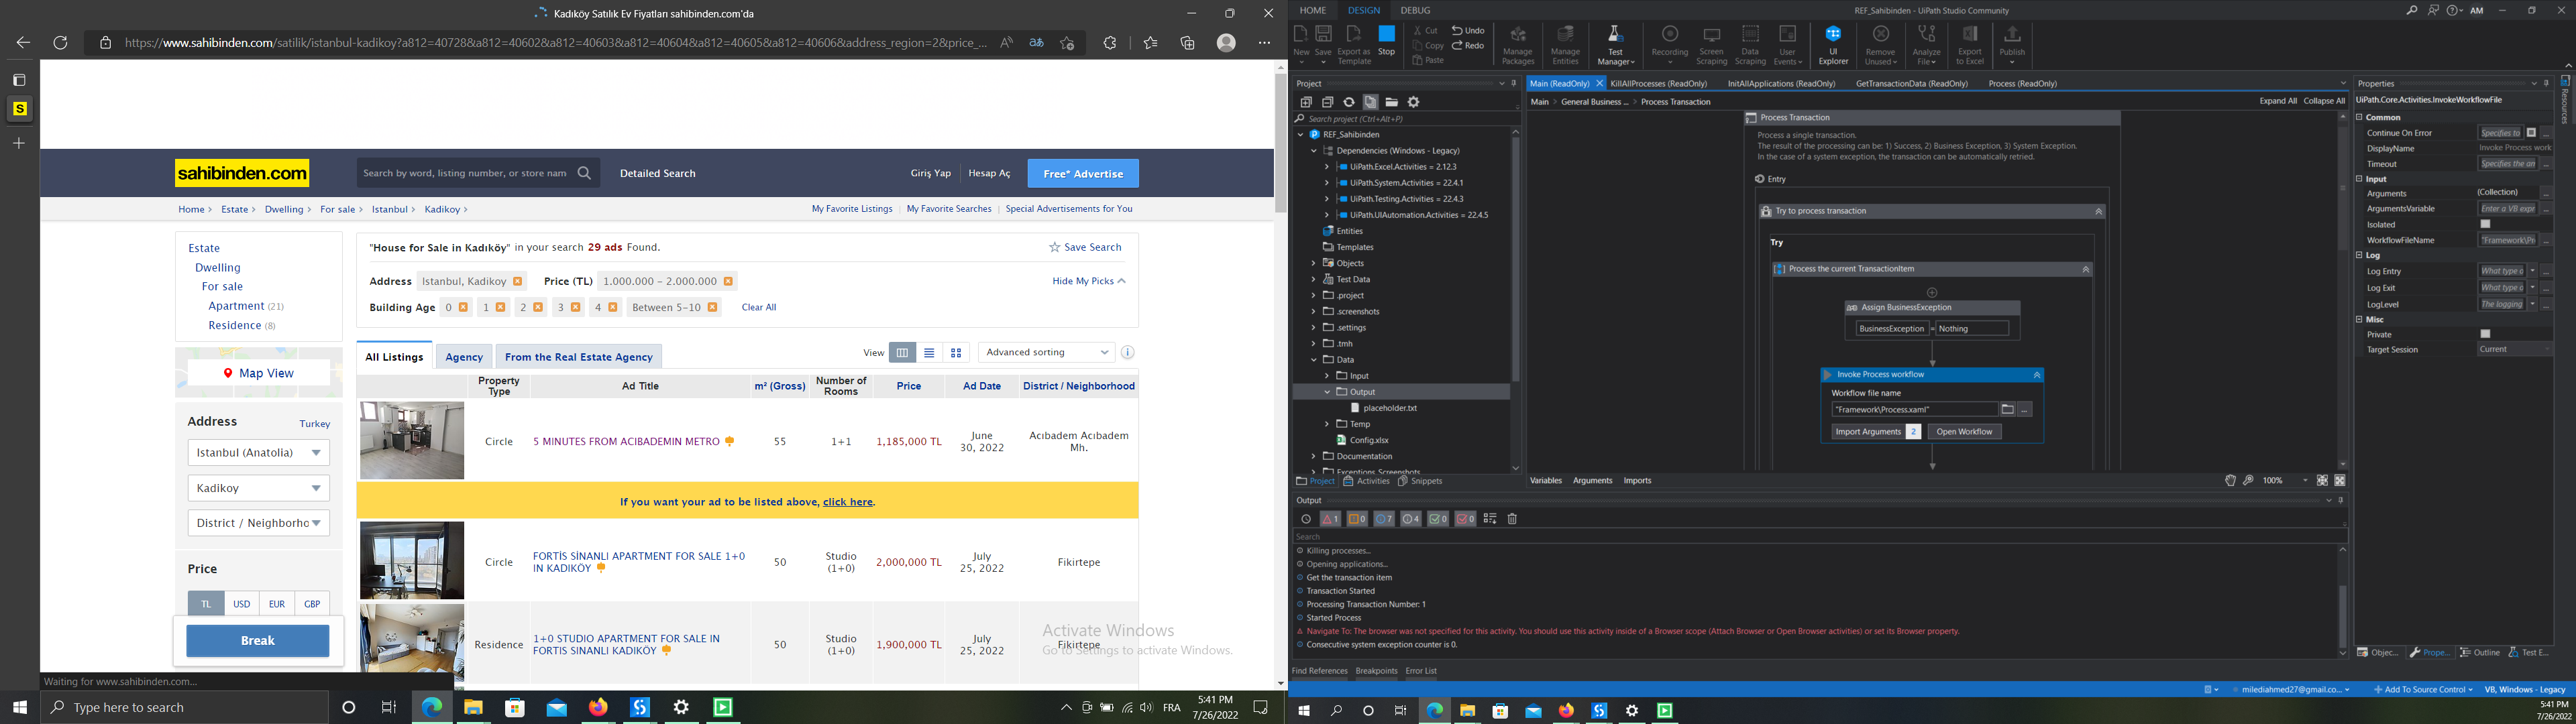 Kadıköy Satılık Ev Fiyatları sahibinden.com'da
https://www.sahibinden.com/satilik/istanbul-kadikoy?a812=40728&a812=40602&a812=40603&a812=40604&a812=40605&a812=40606&address_region=2&price_...
sahibinden.com
Search by word, listing number, or store nam
Detailed Search
Giriş Yap
Hesap Aç
Free* Advertise
Home > Estate > Dwelling > For sale > Istanbul > Kadikoy >
My Favorite Listings | My Favorite Searches | Special Advertisements for You
Estate
Dwelling
For sale
Apartment (21)
Residence (8)
Map View
Address
Turkey
Istanbul (Anatolia)
Kadikoy
District / Neighborho
Price
TL USD EUR GBP
Break
"House for Sale in Kadıköy" in your search 29 ads Found.
Save Search
Address Istanbul, Kadikoy Price (TL) 1.000.000 – 2.000.000
Hide My Picks
Building Age 0 1 2 3 4 Between 5-10 Clear All
All Listings
Agency
From the Real Estate Agency
View
Advanced sorting
Property Type
Ad Title
m² (Gross)
Number of Rooms
Price
Ad Date
District / Neighborhood
Circle
5 MINUTES FROM ACIBADEMIN METRO
55
1+1
1,185,000 TL
June 30, 2022
Acıbadem Acıbadem Mh.
If you want your ad to be listed above, click here.
Circle
FORTİS SİNANLI APARTMENT FOR SALE 1+0
IN KADIKÖY
50
Studio (1+0)
2,000,000 TL
July 25, 2022
Fikirtepe
Residence
1+0 STUDIO APARTMENT FOR SALE IN
FORTIS SINANLI KADIKÖY
50
Studio (1+0)
1,900,000 TL
July 25, 2022
Fikirtepe
Activate Windows
Go to Settings to activate Windows.
Waiting for www.sahibinden.com...
Type here to search
FRA
5:41 PM
7/26/2022
HOME DESIGN DEBUG
REF_Sahibinden - UiPath Studio Community
AM
New
Save
Export as Template
Stop
Cut
Copy
Paste
Undo
Redo
Manage Packages
Manage Entities
Test Manager
Recording
Screen Scraping
Data Scraping
User Events
UI Explorer
Remove Unused
Analyze File
Export to Excel
Publish
Project
Search project (Ctrl+Alt+P)
REF_Sahibinden
Dependencies (Windows - Legacy)
UiPath.Excel.Activities = 2.12.3
UiPath.System.Activities = 22.4.1
UiPath.Testing.Activities = 22.4.3
UiPath.UIAutomation.Activities = 22.4.5
Entities
Templates
Objects
Test Data
.project
.screenshots
.settings
.tmh
Data
Input
Output
placeholder.txt
Temp
Config.xlsx
Documentation
Exceptions_Screenshots
Project Activities Snippets
Main (ReadOnly)
KillAllProcesses (ReadOnly)
InitAllApplications (ReadOnly)
GetTransactionData (ReadOnly)
Process (ReadOnly)
Main > General Business ... > Process Transaction
Expand All Collapse All
Process Transaction
Process a single transaction.
The result of the processing can be: 1) Success, 2) Business Exception, 3) System Exception.
In the case of a system exception, the transaction can be automatically retried.
Entry
Try to process transaction
Try
Process the current TransactionItem
Assign BusinessException
BusinessException = Nothing
Invoke Process workflow
Workflow file name
"Framework\Process.xaml"
Import Arguments 2 Open Workflow
Variables Arguments Imports
100%
Output
1 0 7 4 0 0
Search
Killing processes...
Opening applications...
Get the transaction item
Transaction Started
Processing Transaction Number: 1
Started Process
Navigate To: The browser was not specified for this activity. You should use this activity inside of a Browser scope (Attach Browser or Open Browser activities) or set its Browser property.
Consecutive system exception counter is 0.
Find References Breakpoints Error List
Properties
UiPath.Core.Activities.InvokeWorkflowFile
Common
Continue On Error Specifies to
DisplayName Invoke Process work
Timeout Specifies the am
Input
Arguments (Collection)
ArgumentsVariable Enter a VB expr
Isolated
WorkflowFileName "Framework\Pr
Log
Log Entry What type o
Log Exit What type o
LogLevel The logging
Misc
Private
Target Session Current
Resources
Objec... Prope... Outline Test E...
milediahmed27@gmail.co...
Add To Source Control
VB, Windows - Legacy
5:41 PM
7/26/2022